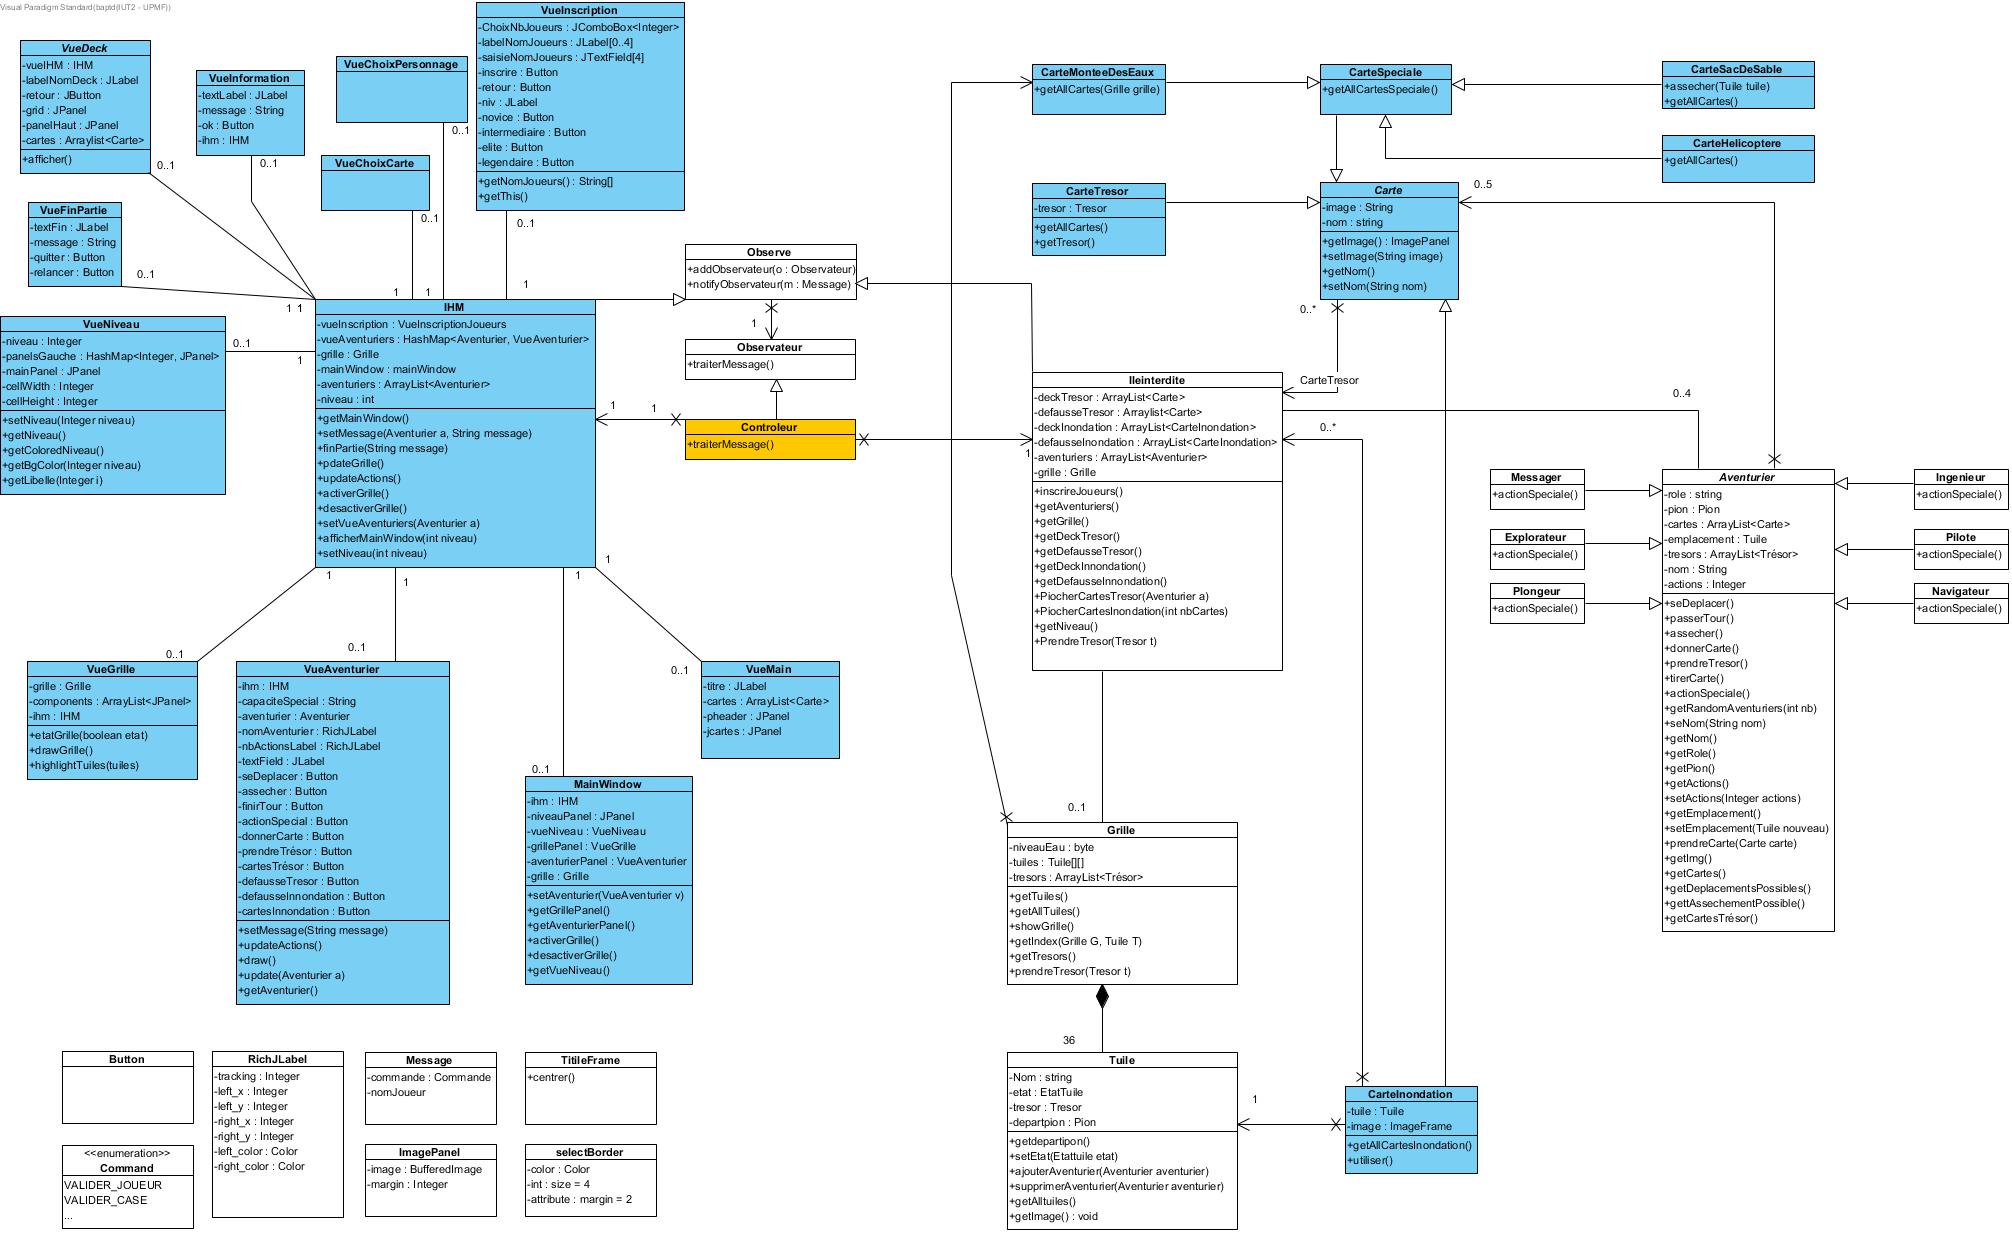 Visual Paradigm Standard(baptd(IUT2 - UPMF))
VueDeck
-vueIHM : IHM
-labelNomDeck : JLabel
-retour : JButton
-grid : JPanel
-panelHaut : JPanel
-cartes : Arraylist<Carte>
+afficher()
0..1
VueInformation
-textLabel : JLabel
-message : String
-ok : Button
-ihm : IHM
0..1
VueChoixPersonnage
0..1
VueChoixCarte
0..1
VueInscription
-ChoixNbJoueurs : JComboBox<Integer>
-labelNomJoueurs : JLabel[0..4]
-saisieNomJoueurs : JTextField[4]
-inscrire : Button
-retour : Button
-niv : JLabel
-novice : Button
-intermediaire : Button
-elite : Button
-legendaire : Button
+getNomJoueurs() : String[]
+getThis()
0..1
VueFinPartie
-textFin : JLabel
-message : String
-quitter : Button
-relancer : Button
0..1
1 1
1
1
1
VueNiveau
-niveau : Integer
-panelsGauche : HashMap<Integer, JPanel>
-mainPanel : JPanel
-cellWidth : Integer
-cellHeight : Integer
+setNiveau(Integer niveau)
+getNiveau()
+getColoredNiveau()
+getBgColor(Integer niveau)
+getLibelle(Integer i)
0..1
1
IHM
-vueInscription : VueInscriptionJoueurs
-vueAventuriers : HashMap<Aventurier, VueAventurier>
-grille : Grille
-mainWindow : mainWindow
-aventuriers : ArrayList<Aventurier>
-niveau : int
+getMainWindow()
+setMessage(Aventurier a, String message)
+finPartie(String message)
+pdateGrille()
+updateActions()
+activerGrille()
+desactiverGrille()
+setVueAventuriers(Aventurier a)
+afficherMainWindow(int niveau)
+setNiveau(int niveau)
1
1
1
1
Observe
+addObservateur(o : Observateur)
+notifyObservateur(m : Message)
1
Observateur
+traiterMessage()
1
1
Controleur
+traiterMessage()
1
CarteMonteeDesEaux
+getAllCartes(Grille grille)
CarteSpeciale
+getAllCartesSpeciale()
CarteSacDeSable
+assecher(Tuile tuile)
+getAllCartes()
CarteHelicoptere
+getAllCartes()
CarteTresor
-tresor : Tresor
+getAllCartes()
+getTresor()
Carte
-image : String
-nom : string
+getImage() : ImagePanel
+setImage(String image)
+getNom()
+setNom(String nom)
0..5
0..*
CarteTresor
0..4
0..*
Ileinterdite
-deckTresor : ArrayList<Carte>
-defausseTresor : Arraylist<Carte>
-deckInondation : ArrayList<CarteInondation>
-defausseInondation : ArrayList<CarteInondation>
-aventuriers : ArrayList<Aventurier>
-grille : Grille
+inscrireJoueurs()
+getAventuriers()
+getGrille()
+getDeckTresor()
+getDefausseTresor()
+getDeckInnondation()
+getDefausseInnondation()
+PiocherCartesTresor(Aventurier a)
+PiocherCartesInondation(int nbCartes)
+getNiveau()
+PrendreTresor(Tresor t)
Messager
+actionSpeciale()
Explorateur
+actionSpeciale()
Plongeur
+actionSpeciale()
Aventurier
-role : string
-pion : Pion
-cartes : ArrayList<Carte>
-emplacement : Tuile
-tresors : ArrayList<Trésor>
-nom : String
-actions : Integer
+seDeplacer()
+passerTour()
+assecher()
+donnerCarte()
+prendreTresor()
+tirerCarte()
+actionSpeciale()
+getRandomAventuriers(int nb)
+seNom(String nom)
+getNom()
+getRole()
+getPion()
+getActions()
+setActions(Integer actions)
+getEmplacement()
+setEmplacement(Tuile nouveau)
+prendreCarte(Carte carte)
+getImg()
+getCartes()
+getDeplacementsPossibles()
+gettAssechementPossible()
+getCartesTrésor()
Ingenieur
+actionSpeciale()
Pilote
+actionSpeciale()
Navigateur
+actionSpeciale()
0..1
VueGrille
-grille : Grille
-components : ArrayList<JPanel>
-ihm : IHM
+etatGrille(boolean etat)
+drawGrille()
+highlightTuiles(tuiles)
0..1
VueAventurier
-ihm : IHM
-capaciteSpecial : String
-aventurier : Aventurier
-nomAventurier : RichJLabel
-nbActionsLabel : RichJLabel
-textField : JLabel
-seDeplacer : Button
-assecher : Button
-finirTour : Button
-actionSpecial : Button
-donnerCarte : Button
-prendreTrésor : Button
-cartesTrésor : Button
-defausseTresor : Button
-defausseInnondation : Button
-cartesInnondation : Button
+setMessage(String message)
+updateActions()
+draw()
+update(Aventurier a)
+getAventurier()
0..1
VueMain
-titre : JLabel
-cartes : ArrayList<Carte>
-pheader : JPanel
-jcartes : JPanel
0..1
MainWindow
-ihm : IHM
-niveauPanel : JPanel
-vueNiveau : VueNiveau
-grillePanel : VueGrille
-aventurierPanel : VueAventurier
-grille : Grille
+setAventurier(VueAventurier v)
+getGrillePanel()
+getAventurierPanel()
+activerGrille()
+desactiverGrille()
+getVueNiveau()
0..1
Grille
-niveauEau : byte
-tuiles : Tuile[][]
-tresors : ArrayList<Trésor>
+getTuiles()
+getAllTuiles()
+showGrille()
+getIndex(Grille G, Tuile T)
+getTresors()
+prendreTresor(Tresor t)
36
Tuile
-Nom : string
-etat : EtatTuile
-tresor : Tresor
-departpion : Pion
+getdepartipon()
+setEtat(Etattuile etat)
+ajouterAventurier(Aventurier aventurier)
+supprimerAventurier(Aventurier aventurier)
+getAlltuiles()
+getImage() : void
1
CarteInondation
-tuile : Tuile
-image : ImageFrame
+getAllCartesInondation()
+utiliser()
Button
RichJLabel
-tracking : Integer
-left_x : Integer
-left_y : Integer
-right_x : Integer
-right_y : Integer
-left_color : Color
-right_color : Color
Message
-commande : Commande
-nomJoueur
TitileFrame
+centrer()
<<enumeration>>
Command
VALIDER_JOUEUR
VALIDER_CASE
...
ImagePanel
-image : BufferedImage
-margin : Integer
selectBorder
-color : Color
-int : size = 4
-attribute : margin = 2